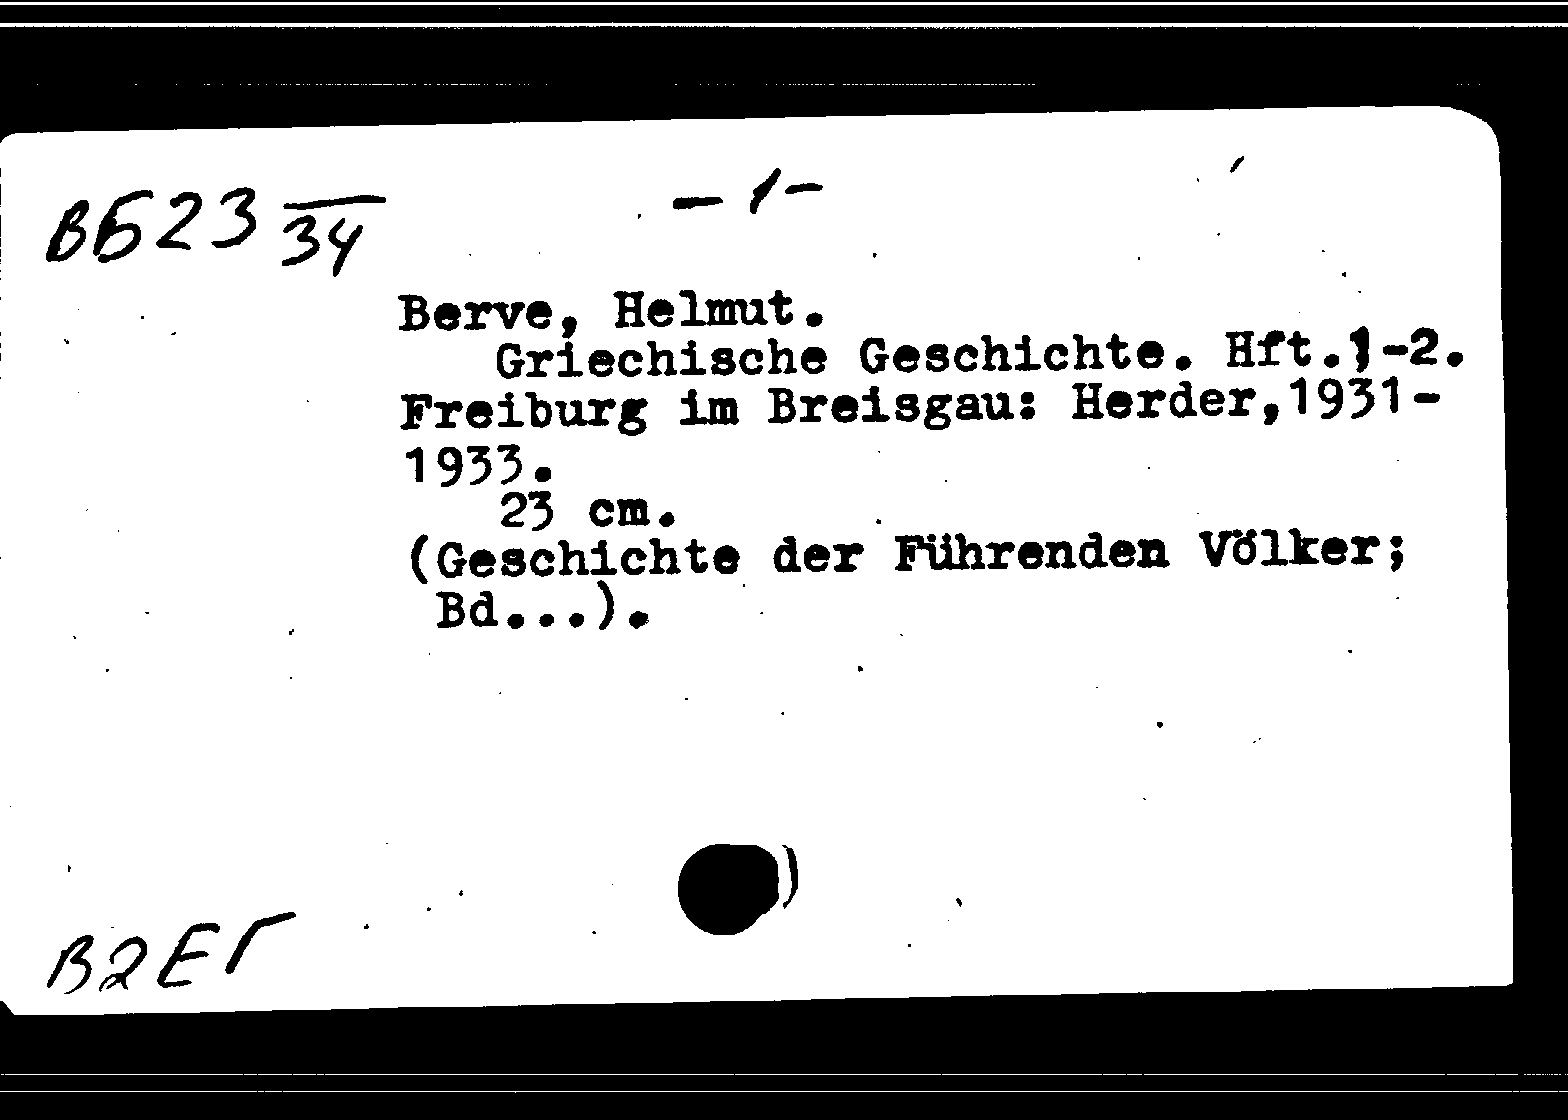 ВБ23 34
- 1 -
Berve, Helmut.
Griechische Geschichte. Hft.1-2.
Freiburg im Breisgau: Herder,1931-
1933.
23 cm.
(Geschichte der Führenden Völker;
Bd...).
В2ЕГ